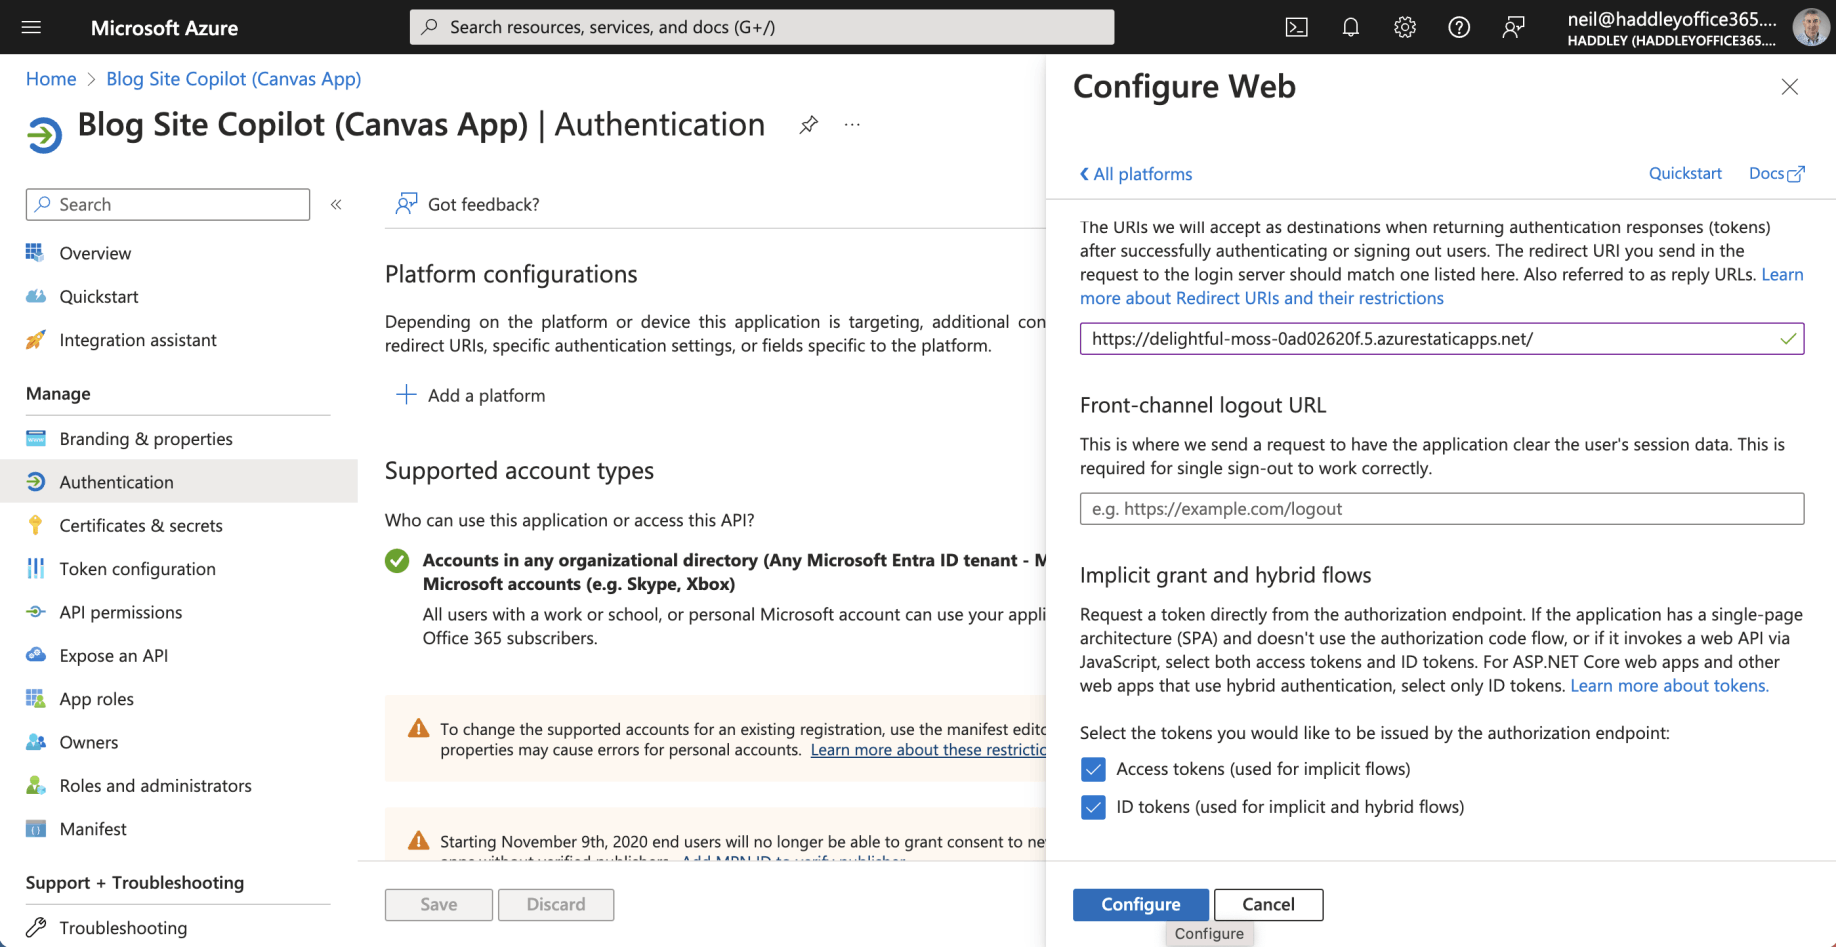 Microsoft Azure
Search resources, services, and docs (G+/)
neil@haddleyoffice365....
HADDLEY (HADDLEYOFFICE365....
Home > Blog Site Copilot (Canvas App)
Blog Site Copilot (Canvas App) | Authentication
...
Search
«
Overview
Quickstart
Integration assistant
Manage
Branding & properties
Authentication
Certificates & secrets
Token configuration
API permissions
Expose an API
App roles
Owners
Roles and administrators
Manifest
Support + Troubleshooting
Troubleshooting
Got feedback?
Platform configurations
Depending on the platform or device this application is targeting, additional con
redirect URIs, specific authentication settings, or fields specific to the platform.
Add a platform
Supported account types
Who can use this application or access this API?
Accounts in any organizational directory (Any Microsoft Entra ID tenant - M
Microsoft accounts (e.g. Skype, Xbox)
All users with a work or school, or personal Microsoft account can use your appli
Office 365 subscribers.
To change the supported accounts for an existing registration, use the manifest edito
properties may cause errors for personal accounts. Learn more about these restrictio
Starting November 9th, 2020 end users will no longer be able to grant consent to ne
apps without verified publishers. Add MPN ID to verify publisher
Save
Discard
Configure Web
All platforms
Quickstart
Docs
The URIs we will accept as destinations when returning authentication responses (tokens)
after successfully authenticating or signing out users. The redirect URI you send in the
request to the login server should match one listed here. Also referred to as reply URLs. Learn
more about Redirect URIs and their restrictions
https://delightful-moss-0ad02620f.5.azurestaticapps.net/
Front-channel logout URL
This is where we send a request to have the application clear the user's session data. This is
required for single sign-out to work correctly.
e.g. https://example.com/logout
Implicit grant and hybrid flows
Request a token directly from the authorization endpoint. If the application has a single-page
architecture (SPA) and doesn't use the authorization code flow, or if it invokes a web API via
JavaScript, select both access tokens and ID tokens. For ASP.NET Core web apps and other
web apps that use hybrid authentication, select only ID tokens. Learn more about tokens.
Select the tokens you would like to be issued by the authorization endpoint:
Access tokens (used for implicit flows)
ID tokens (used for implicit and hybrid flows)
Configure
Cancel
Configure